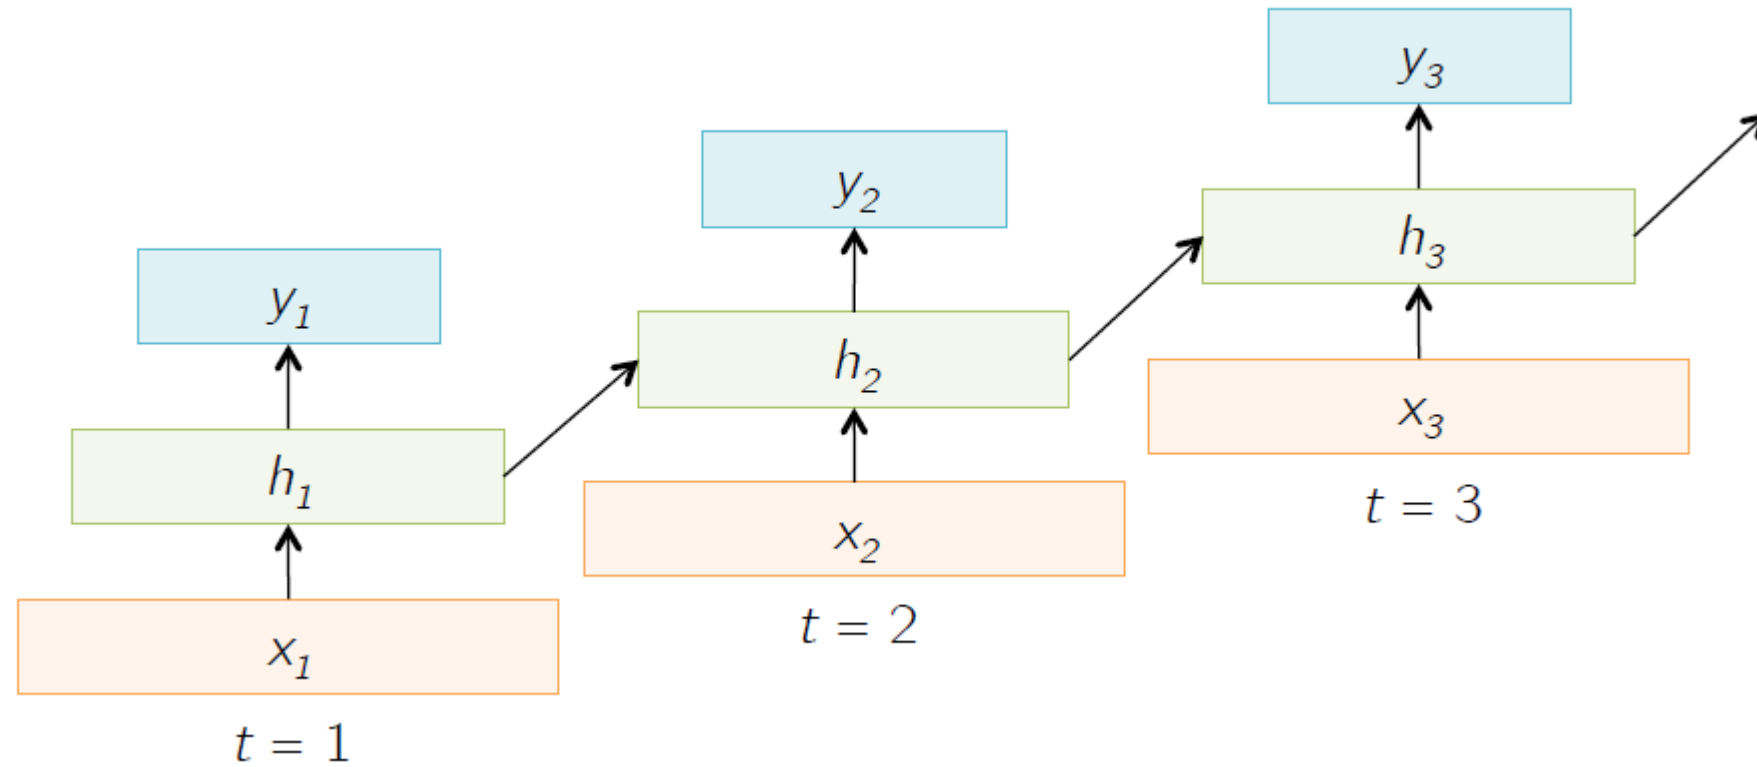 y₁
h₁
x₁
t = 1
y₂
h₂
x₂
t = 2
y₃
h₃
x₃
t = 3